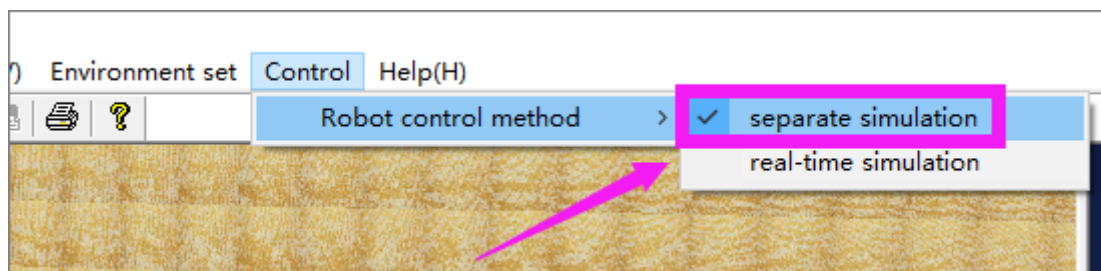 ) Environment set Control Help(H)
Robot control method > separate simulation
real-time simulation